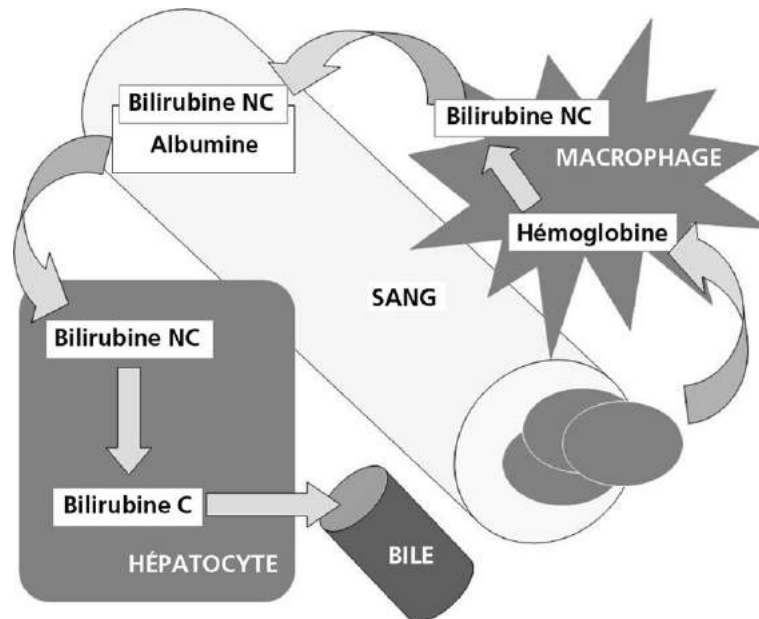 Bilirubine NC
Albumine
Bilirubine NC
MACROPHAGE
Hémoglobine
SANG
Bilirubine NC
Bilirubine C
HÉPATOCYTE
BILE